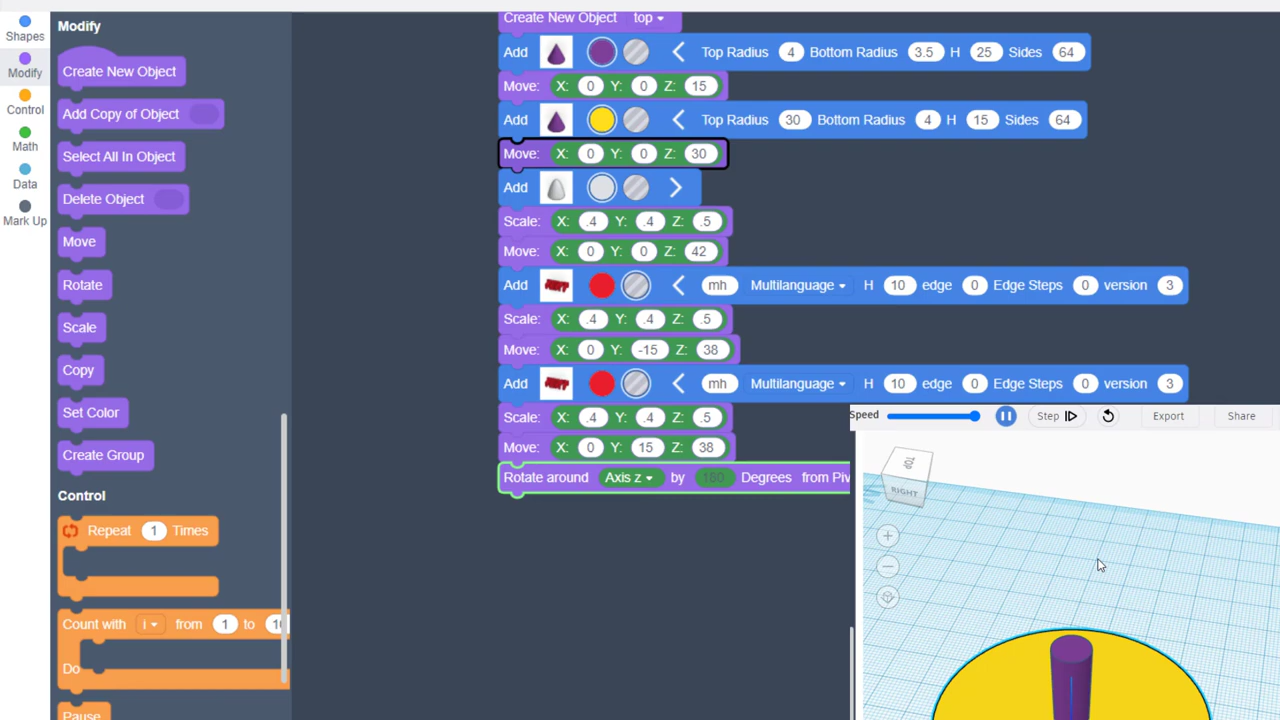 Shapes
Modify
Control
Math
Data
Mark Up
Modify
Create New Object
Add Copy of Object
Select All In Object
Delete Object
Move
Rotate
Scale
Copy
Set Color
Create Group
Control
Repeat 1 Times
Count with i from 1 to
Do
Pause
Create New Object top
Add Top Radius 4 Bottom Radius 3.5 H 25 Sides 64
Move: X: 0 Y: 0 Z: 15
Add Top Radius 30 Bottom Radius 4 H 15 Sides 64
Move: X: 0 Y: 0 Z: 30
Add
Scale: X: .4 Y: .4 Z: .5
Move: X: 0 Y: 0 Z: 42
Add mh Multilanguage H 10 edge 0 Edge Steps 0 version 3
Scale: X: .4 Y: .4 Z: .5
Move: X: 0 Y: -15 Z: 38
Add mh Multilanguage H 10 edge 0 Edge Steps 0 version 3
Scale: X: .4 Y: .4 Z: .5
Move: X: 0 Y: 15 Z: 38
Rotate around Axis z by 180 Degrees from Piv
Speed Step Export Share
TOP
RIGHT